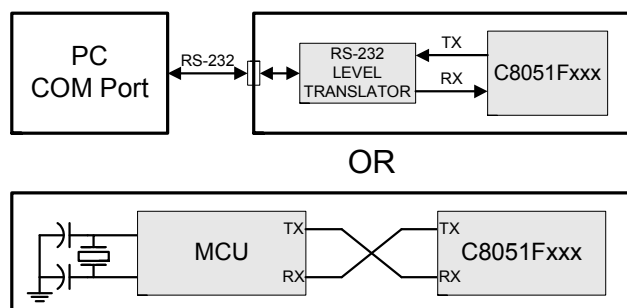 PC
COM Port
RS-232
RS-232
LEVEL
TRANSLATOR
TX
RX
C8051Fxxx
OR
MCU
TX
RX
TX
RX
C8051Fxxx